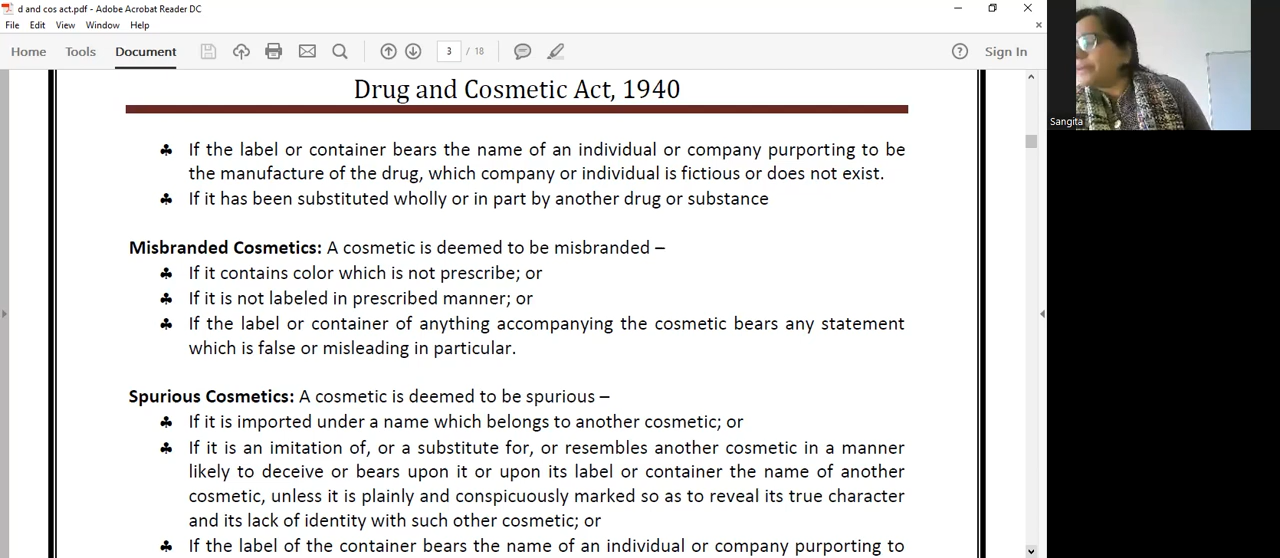 d and cos act.pdf - Adobe Acrobat Reader DC
File Edit View Window Help
Home Tools Document 3 / 18 Sign In
Drug and Cosmetic Act, 1940
♣ If the label or container bears the name of an individual or company purporting to be
the manufacture of the drug, which company or individual is fictious or does not exist.
♣ If it has been substituted wholly or in part by another drug or substance
Misbranded Cosmetics: A cosmetic is deemed to be misbranded –
♣ If it contains color which is not prescribe; or
♣ If it is not labeled in prescribed manner; or
♣ If the label or container of anything accompanying the cosmetic bears any statement
which is false or misleading in particular.
Spurious Cosmetics: A cosmetic is deemed to be spurious –
♣ If it is imported under a name which belongs to another cosmetic; or
♣ If it is an imitation of, or a substitute for, or resembles another cosmetic in a manner
likely to deceive or bears upon it or upon its label or container the name of another
cosmetic, unless it is plainly and conspicuously marked so as to reveal its true character
and its lack of identity with such other cosmetic; or
♣ If the label of the container bears the name of an individual or company purporting to
Sangita